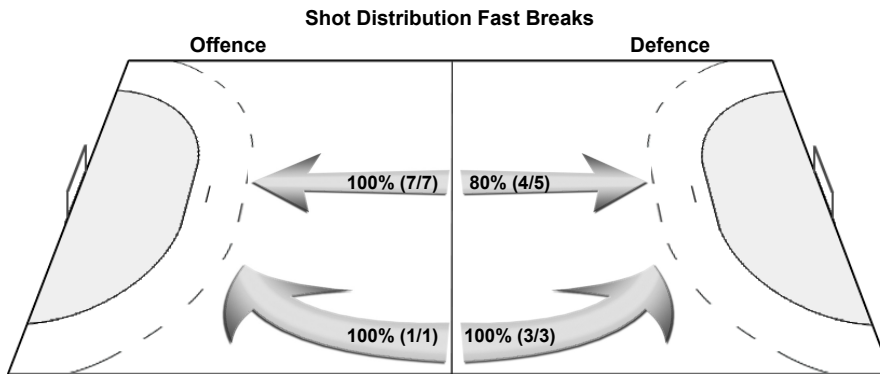 Shot Distribution Fast Breaks
Offence
Defence
100% (7/7)
80% (4/5)
100% (1/1)
100% (3/3)